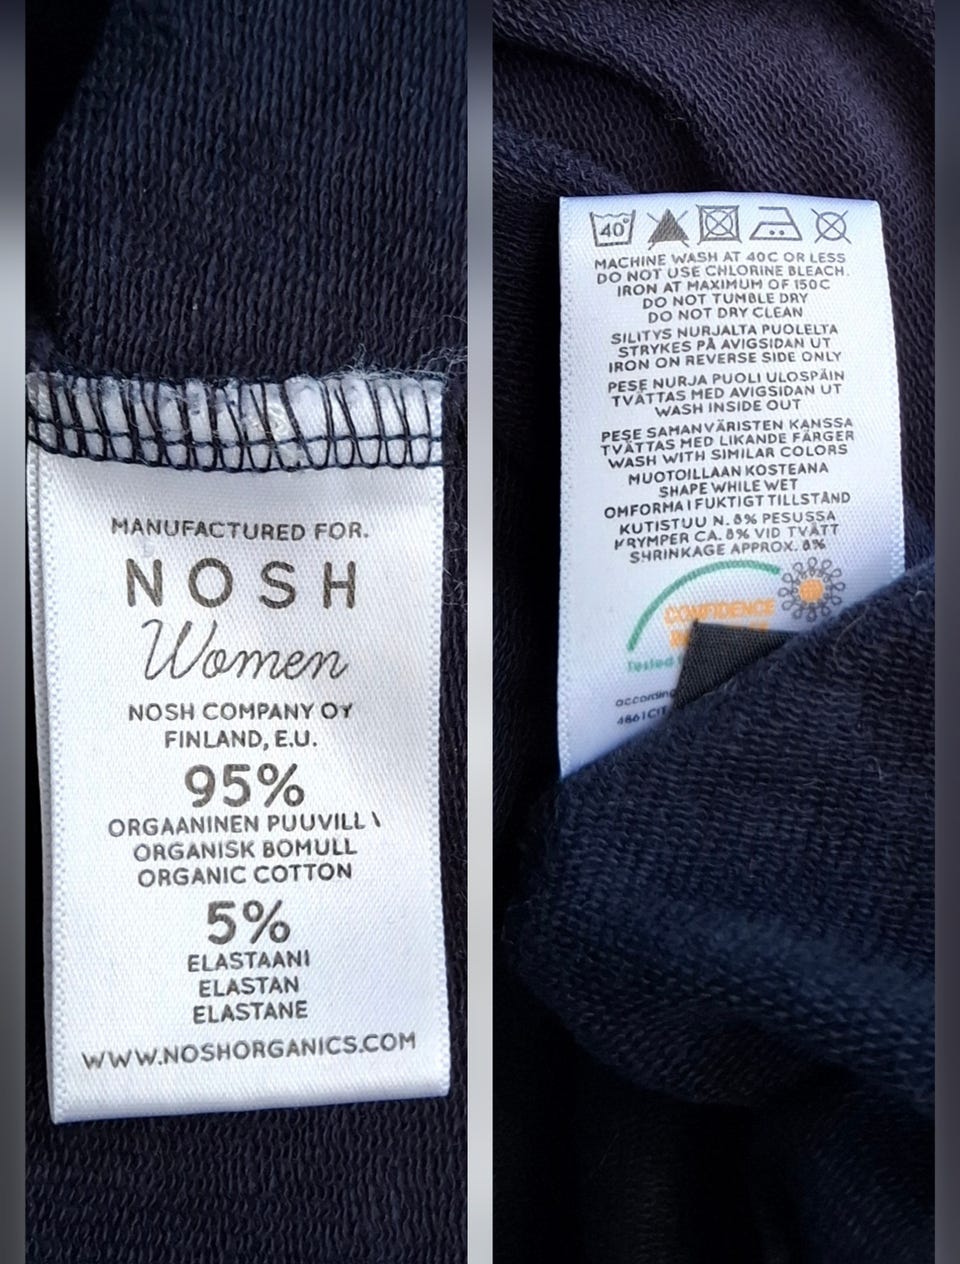 MANUFACTURED FOR.
NOSH
Women
NOSH COMPANY OY
FINLAND, E.U.
95%
ORGAANINEN PUUVILL
ORGANISK BOMULL
ORGANIC COTTON
5%
ELASTAANI
ELASTAN
ELASTANE
WWW.NOSHORGANICS.COM
40°
MACHINE WASH AT 40C OR LESS
DO NOT USE CHLORINE BLEACH.
IRON AT MAXIMUM OF 150C
DO NOT TUMBLE DRY
DO NOT DRY CLEAN
SILITYS NURJALTA PUOLELTA
STRYKES PÅ AVIGSIDAN UT
IRON ON REVERSE SIDE ONLY
PESE NURJA PUOLI ULOSPÄIN
TVÄTTAS MED AVIGSIDAN UT
WASH INSIDE OUT
PESE SAMANVÄRISTEN KANSSA
TVÄTTAS MED LIKANDE FÄRGER
WASH WITH SIMILAR COLORS
MUOTOILLAAN KOSTEANA
SHAPE WHILE WET
OMFORMA I FUKTIGT TILLSTÅND
KUTISTUU N. 8% PESUSSA
KRYMPER CA. 8% VID TVÄTT
SHRINKAGE APPROX. 8%
CONFIDENCE
Tested
according
4861CIT